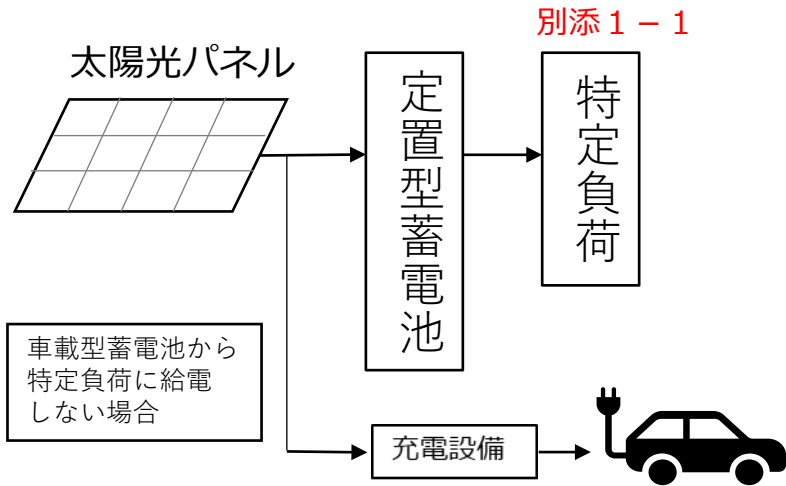 別添１－１
太陽光パネル
定置型蓄電池
特定負荷
車載型蓄電池から
特定負荷に給電
しない場合
充電設備